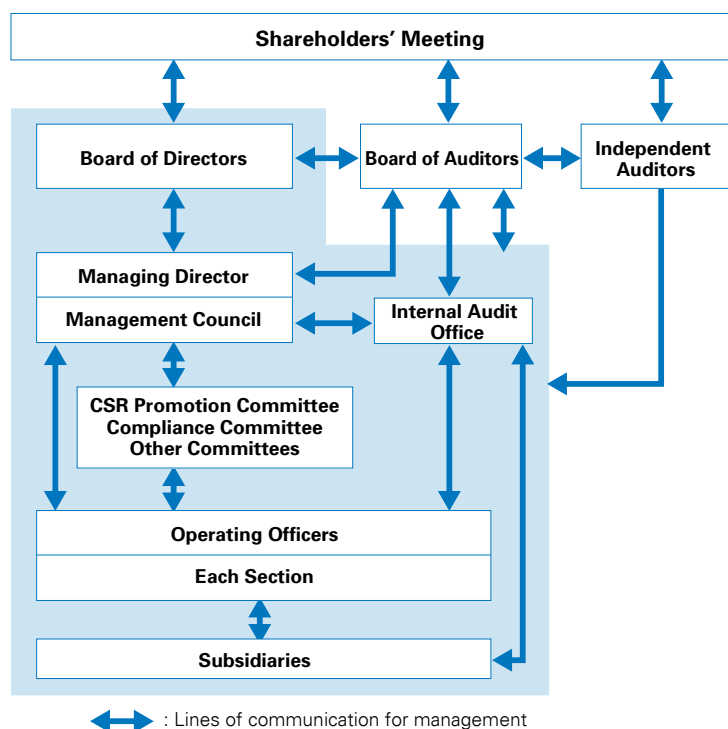 Shareholders’ Meeting
Board of Directors
Board of Auditors
Independent
Auditors
Managing Director
Management Council
Internal Audit
Office
CSR Promotion Committee
Compliance Committee
Other Committees
Operating Officers
Each Section
Subsidiaries
: Lines of communication for management